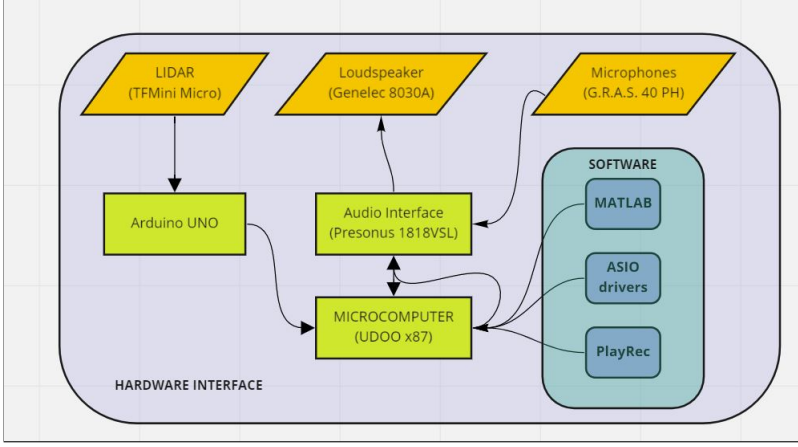 LIDAR
(TFMini Micro)
Loudspeaker
(Genelec 8030A)
Microphones
(G.R.A.S. 40 PH)
SOFTWARE
MATLAB
Arduino UNO
Audio Interface
(Presonus 1818VSL)
ASIO
drivers
MICROCOMPUTER
(UDOO x87)
PlayRec
HARDWARE INTERFACE